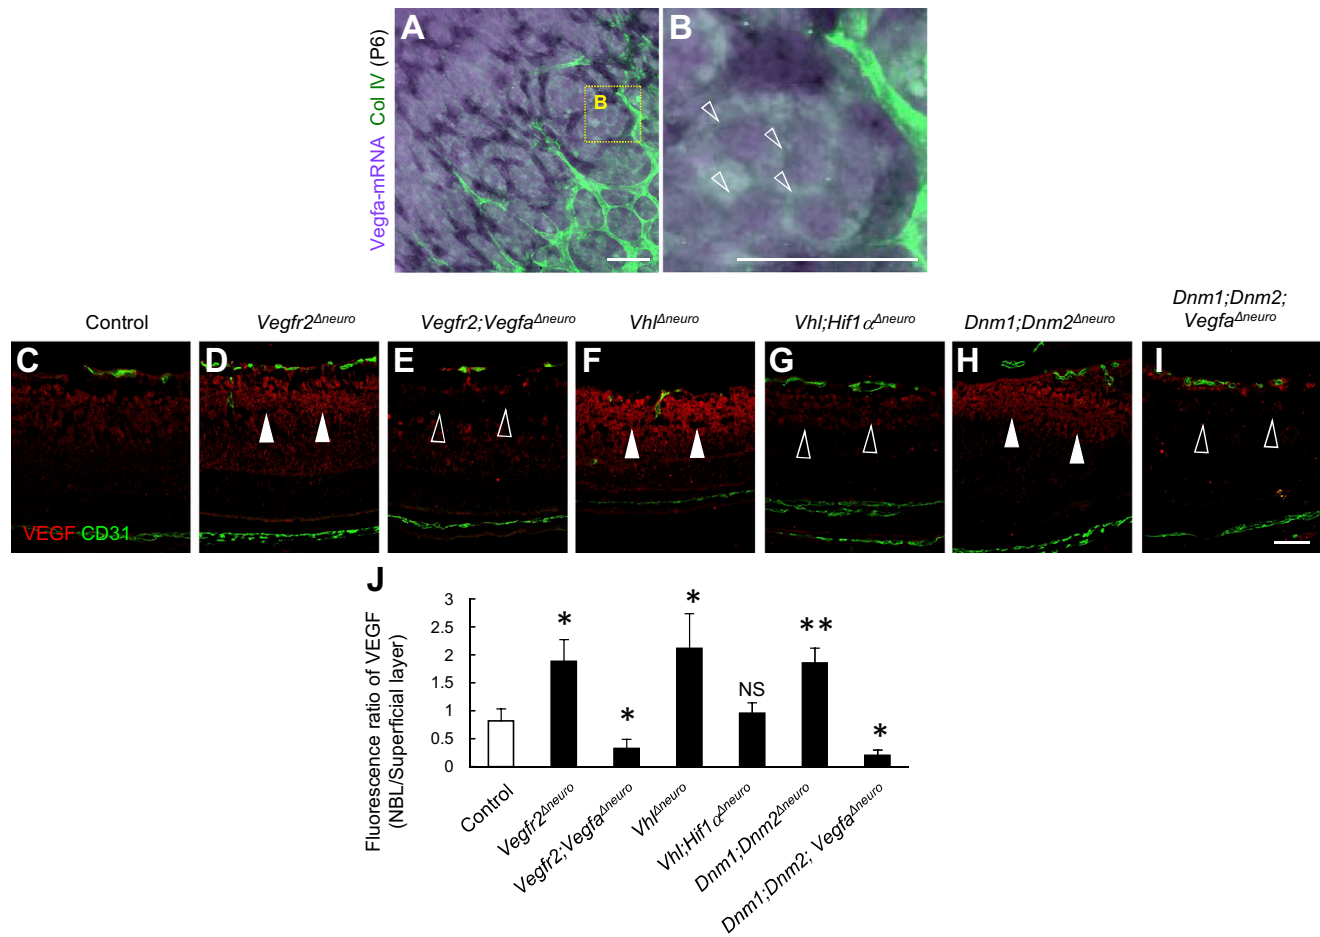 A
B
B
Vegfa-mRNA Col IV (P6)
Control
Vegfr2Δneuro
Vegfr2;VegfaΔneuro
VhlΔneuro
Vhl;Hif1αΔneuro
Dnm1;Dnm2Δneuro
Dnm1;Dnm2;
VegfaΔneuro
C
D
E
F
G
H
I
VEGF CD31
J
Fluorescence ratio of VEGF
(NBL/Superficial layer)
3
2.5
2
1.5
1
0.5
0
*
*
*
NS
**
*
Control
Vegfr2Δneuro
Vegfr2;VegfaΔneuro
VhlΔneuro
Vhl;Hif1αΔneuro
Dnm1;Dnm2Δneuro
Dnm1;Dnm2; VegfaΔneuro